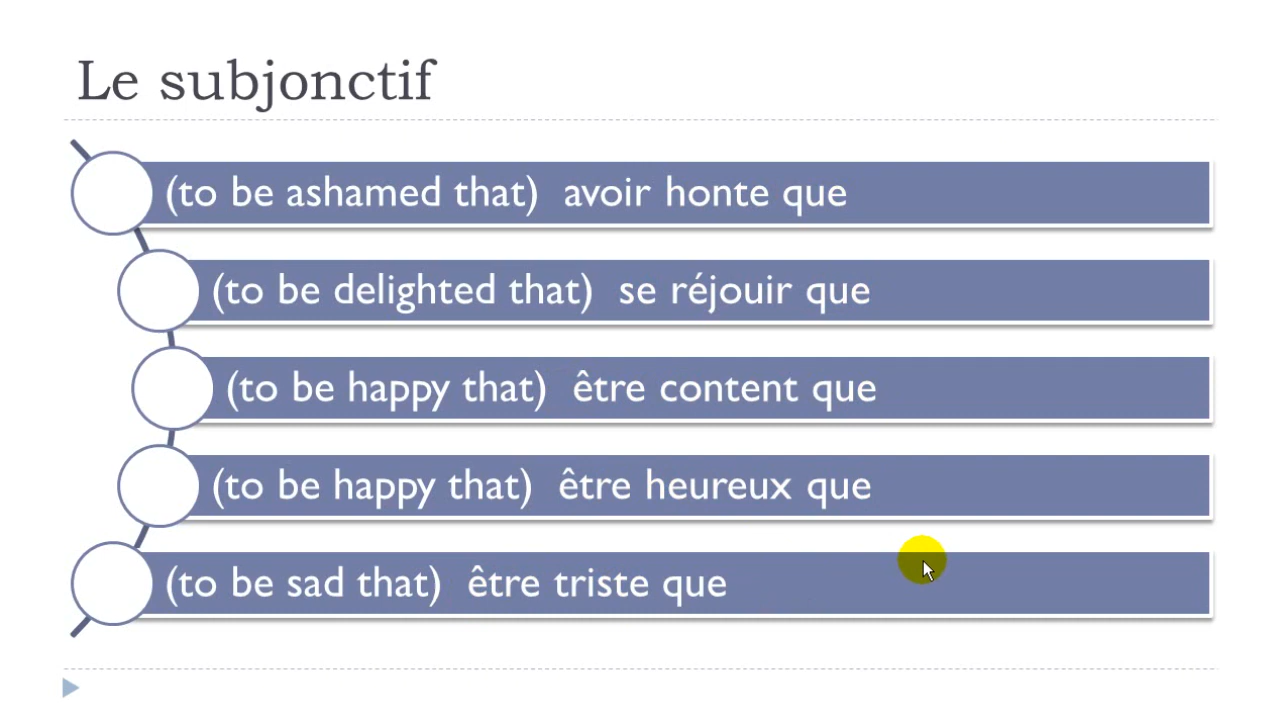 Le subjonctif
(to be ashamed that) avoir honte que
(to be delighted that) se réjouir que
(to be happy that) être content que
(to be happy that) être heureux que
(to be sad that) être triste que